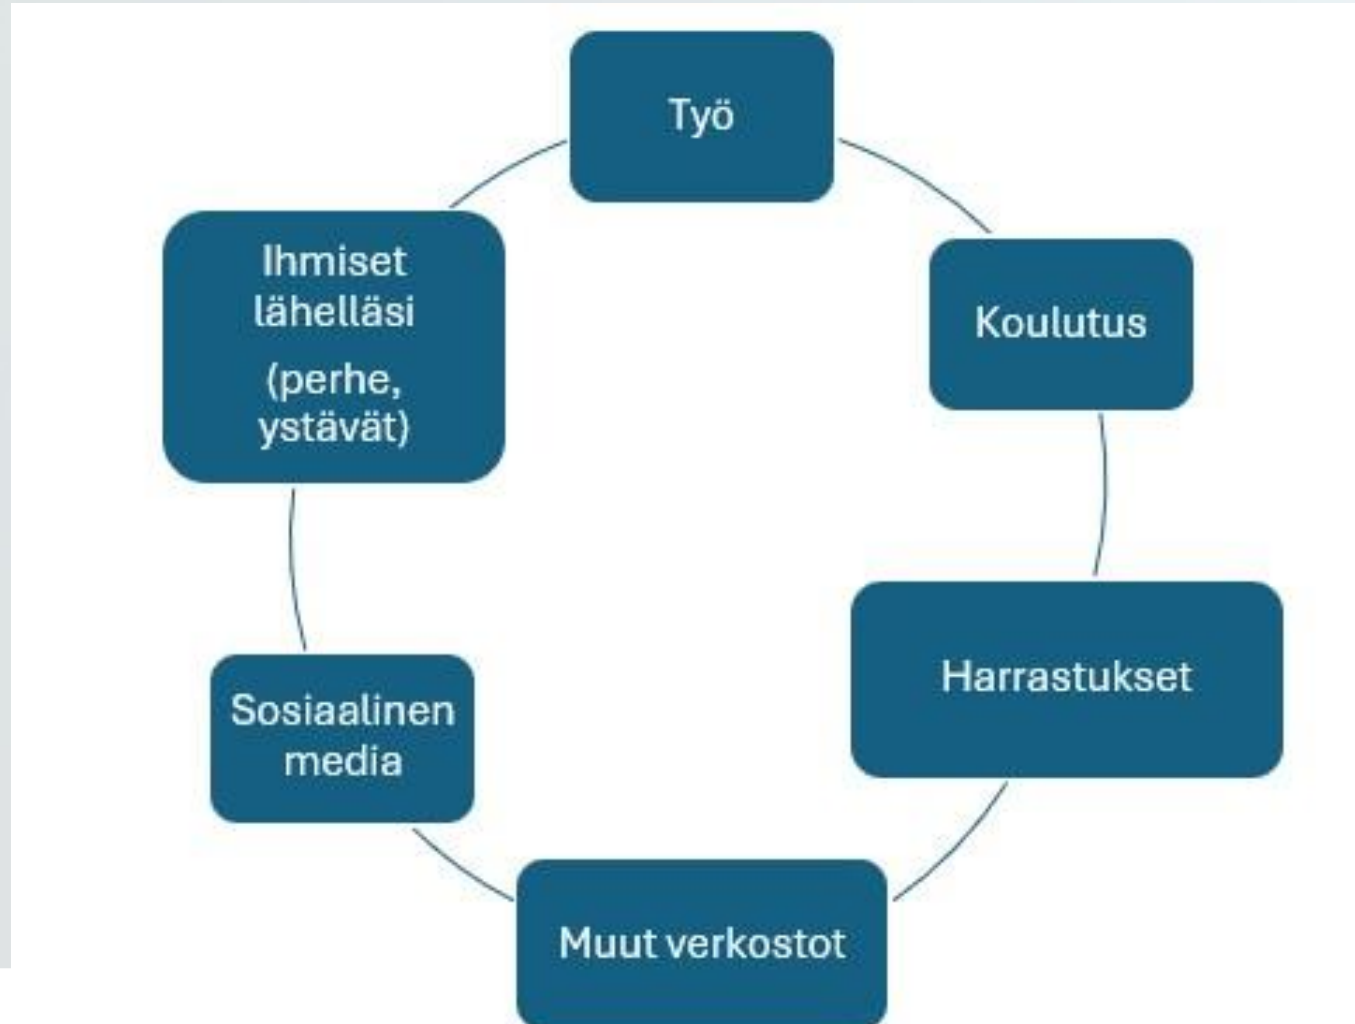 Työ
Koulutus
Harrastukset
Muut verkostot
Sosiaalinen
media
Ihmiset
lähelläsi
(perhe,
ystävät)